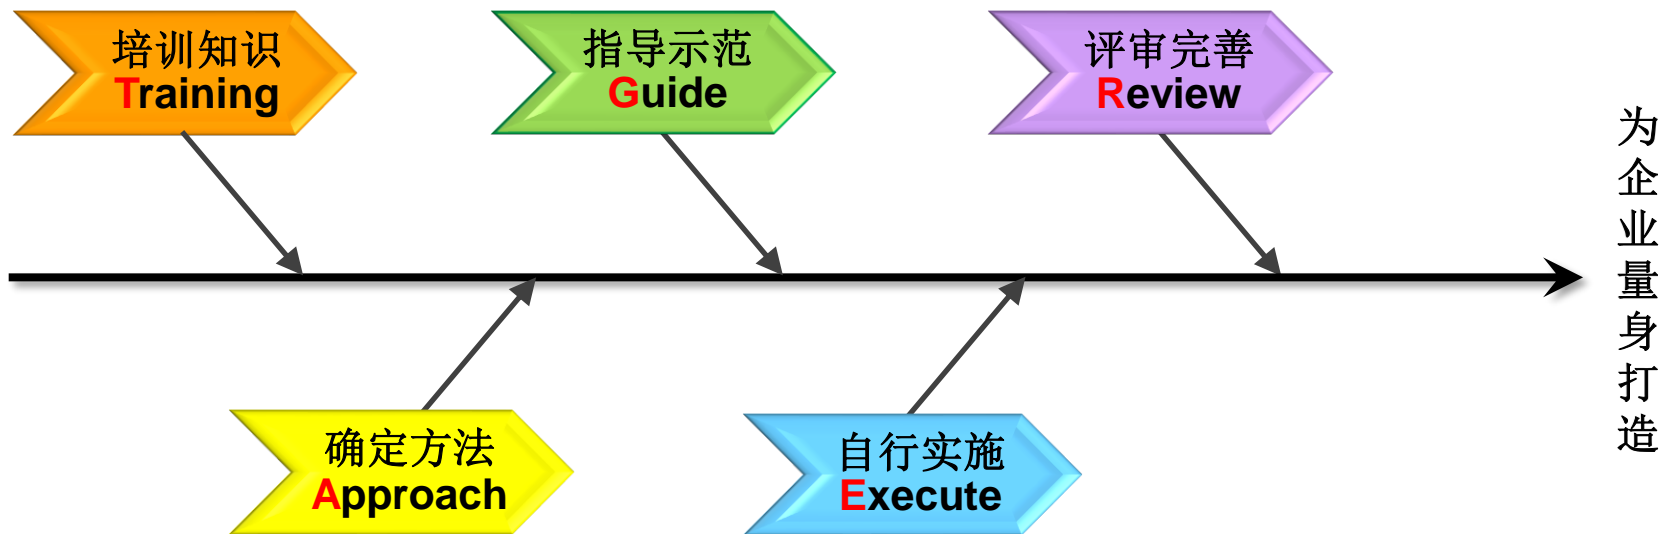 培训知识
Training
指导示范
Guide
评审完善
Review
确定方法
Approach
自行实施
Execute
为企业量身打造